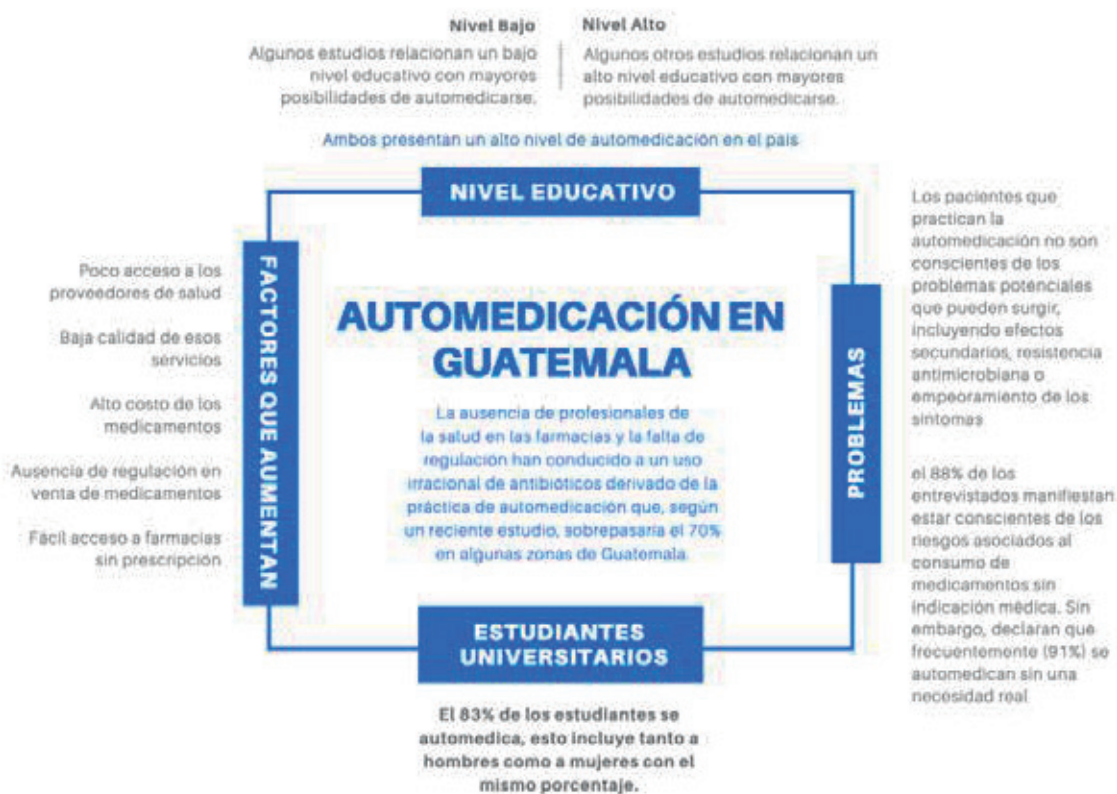 Nivel Bajo
Algunos estudios relacionan un bajo
nivel educativo con mayores
posibilidades de automedicarse.
Nivel Alto
Algunos otros estudios relacionan un
alto nivel educativo con mayores
posibilidades de automedicarse.
Ambos presentan un alto nivel de automedicación en el país
NIVEL EDUCATIVO
FACTORES QUE AUMENTAN
Poco acceso a los
proveedores de salud
Baja calidad de esos
servicios
Alto costo de los
medicamentos
Ausencia de regulación en
venta de medicamentos
Fácil acceso a farmacias
sin prescripción
AUTOMEDICACIÓN EN
GUATEMALA
La ausencia de profesionales de
la salud en las farmacias y la falta de
regulación han conducido a un uso
irracional de antibióticos derivado de la
práctica de automedicación que, según
un reciente estudio, sobrepasaría el 70%
en algunas zonas de Guatemala.
PROBLEMAS
Los pacientes que
practican la
automedicación no son
conscientes de los
problemas potenciales
que pueden surgir,
incluyendo efectos
secundarios, resistencia
antimicrobiana o
empeoramiento de los
síntomas
el 88% de los
entrevistados manifiestan
estar conscientes de los
riesgos asociados al
consumo de
medicamentos sin
indicación médica. Sin
embargo, declaran que
frecuentemente (91%) se
automedican sin una
necesidad real
ESTUDIANTES
UNIVERSITARIOS
El 83% de los estudiantes se
automedica, esto incluye tanto a
hombres como a mujeres con el
mismo porcentaje.